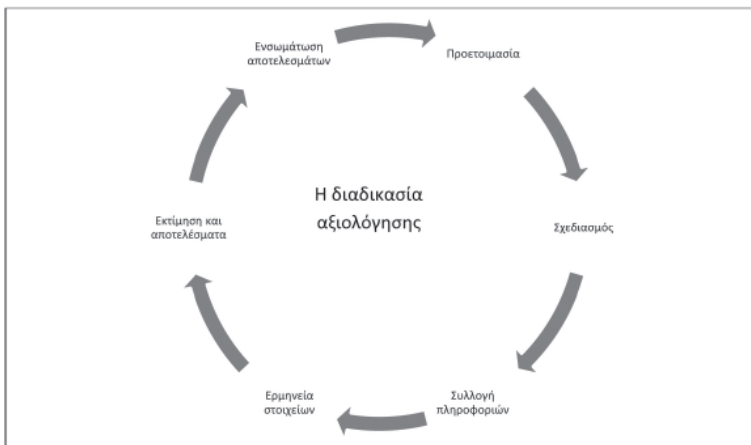 Ενσωμάτωση
αποτελεσμάτων
Προετοιμασία
Η διαδικασία
αξιολόγησης
Εκτίμηση και
αποτελέσματα
Σχεδιασμός
Ερμηνεία
στοιχείων
Συλλογή
πληροφοριών